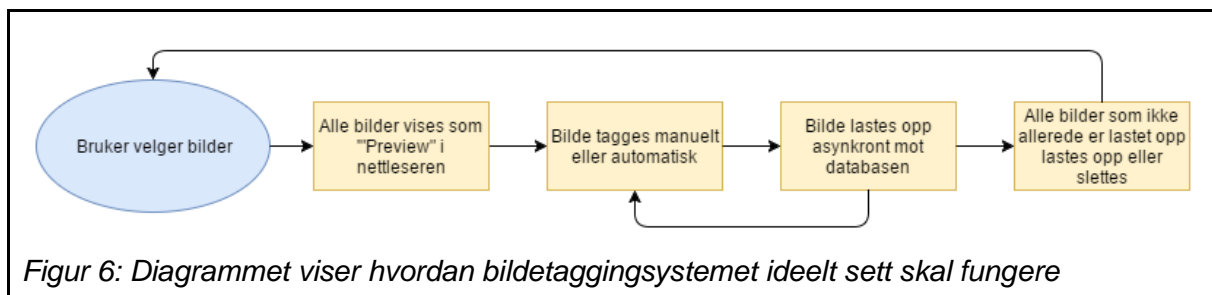 Bruker velger bilder
Alle bilder vises som
'"Preview" i
nettleseren
Bilde tagges manuelt
eller automatisk
Bilde lastes opp
asynkront mot
databasen
Alle bilder som ikke
allerede er lastet opp
lastes opp eller
slettes
Figur 6: Diagrammet viser hvordan bildetaggingsystemet ideelt sett skal fungere